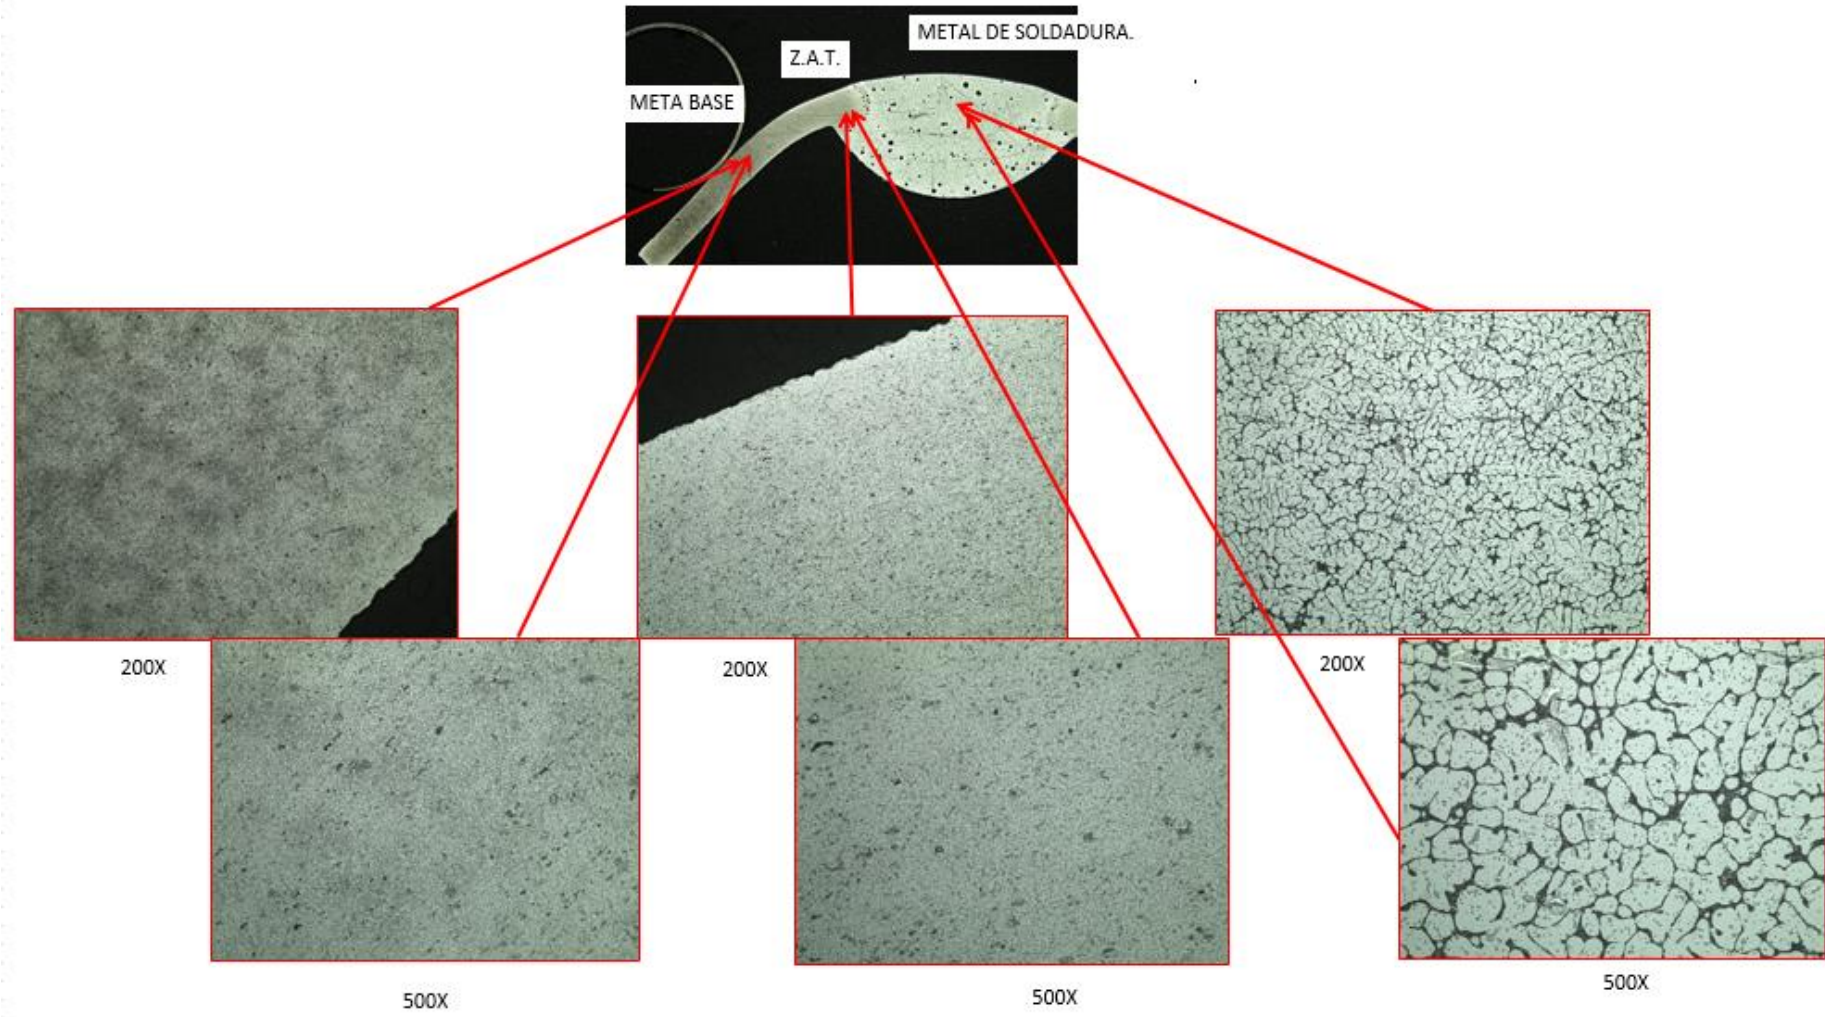 METAL DE SOLDADURA.
Z.A.T.
META BASE
200X
200X
200X
500X
500X
500X